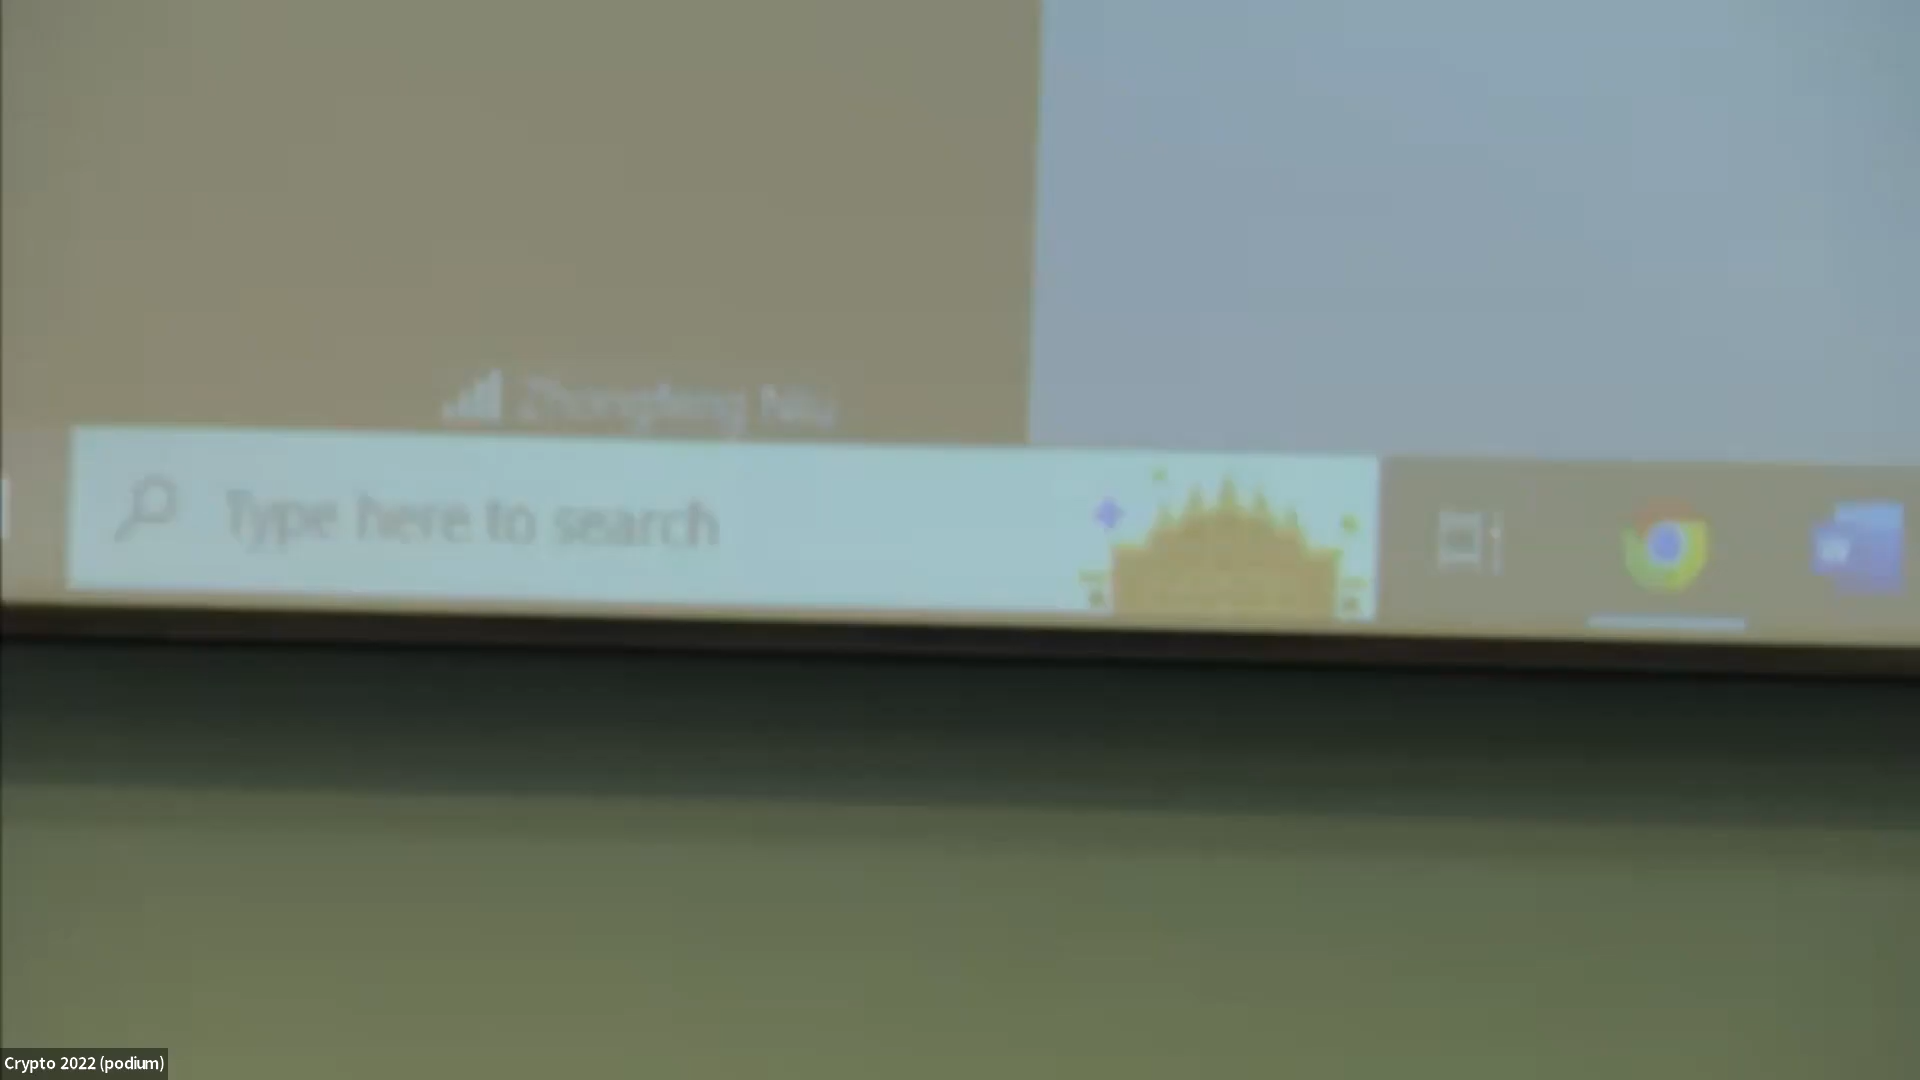 Zhongfeng Niu
Type here to search
W
Crypto 2022 (podium)